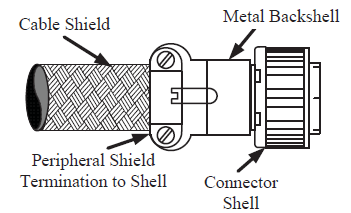 Metal Backshell
Cable Shield
Peripheral Shield
Termination to Shell
Connector
Shell